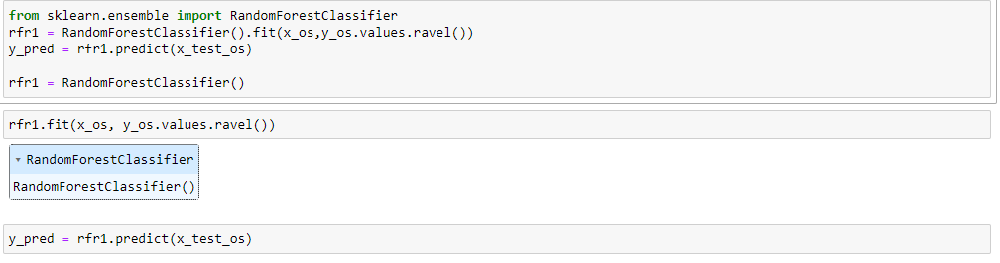 from sklearn.ensemble import RandomForestClassifier
rfr1 = RandomForestClassifier().fit(x_os,y_os.values.ravel())
y_pred = rfr1.predict(x_test_os)
rfr1 = RandomForestClassifier()
rfr1.fit(x_os, y_os.values.ravel())
RandomForestClassifier
RandomForestClassifier()
y_pred = rfr1.predict(x_test_os)